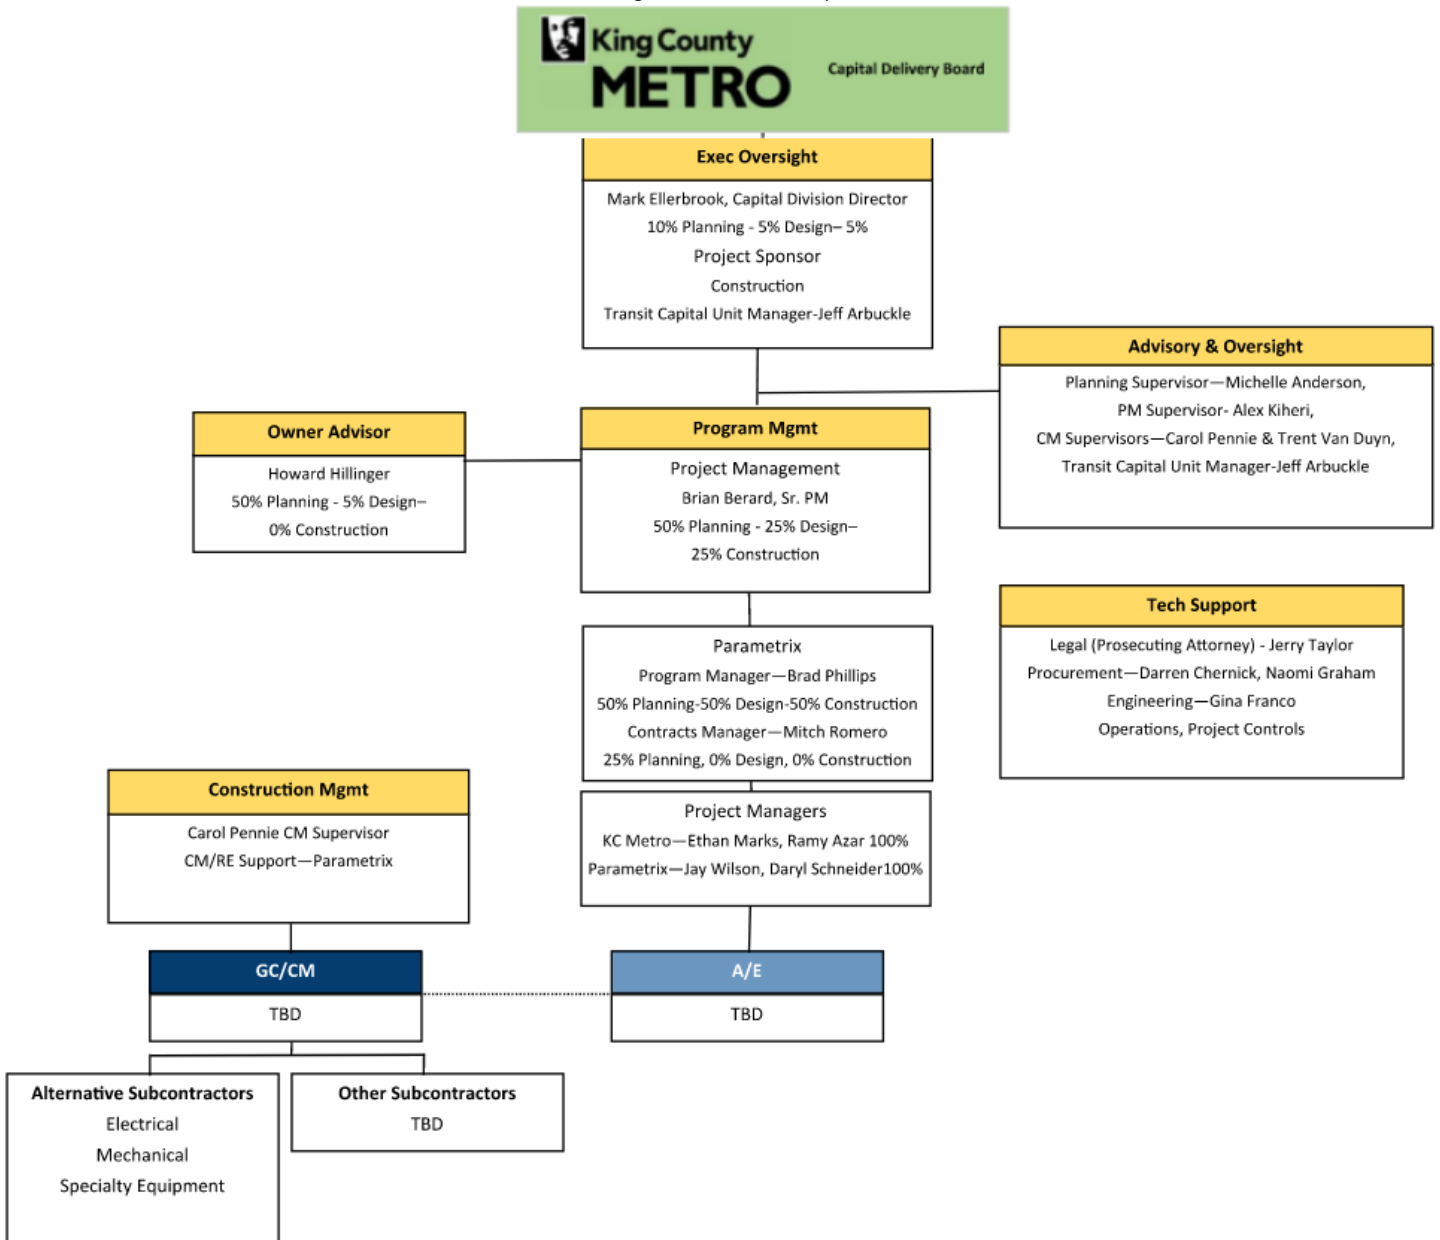 King County
METRO
Capital Delivery Board
Exec Oversight
Mark Ellerbrook, Capital Division Director
10% Planning - 5% Design– 5%
Project Sponsor
Construction
Transit Capital Unit Manager-Jeff Arbuckle
Advisory & Oversight
Planning Supervisor—Michelle Anderson,
PM Supervisor- Alex Kiheri,
CM Supervisors—Carol Pennie & Trent Van Duyn,
Transit Capital Unit Manager-Jeff Arbuckle
Owner Advisor
Howard Hillinger
50% Planning - 5% Design–
0% Construction
Program Mgmt
Project Management
Brian Berard, Sr. PM
50% Planning - 25% Design–
25% Construction
Tech Support
Legal (Prosecuting Attorney) - Jerry Taylor
Procurement—Darren Chernick, Naomi Graham
Engineering—Gina Franco
Operations, Project Controls
Parametrix
Program Manager—Brad Phillips
50% Planning-50% Design-50% Construction
Contracts Manager—Mitch Romero
25% Planning, 0% Design, 0% Construction
Construction Mgmt
Carol Pennie CM Supervisor
CM/RE Support—Parametrix
Project Managers
KC Metro—Ethan Marks, Ramy Azar 100%
Parametrix—Jay Wilson, Daryl Schneider100%
GC/CM
TBD
A/E
TBD
Alternative Subcontractors
Electrical
Mechanical
Specialty Equipment
Other Subcontractors
TBD